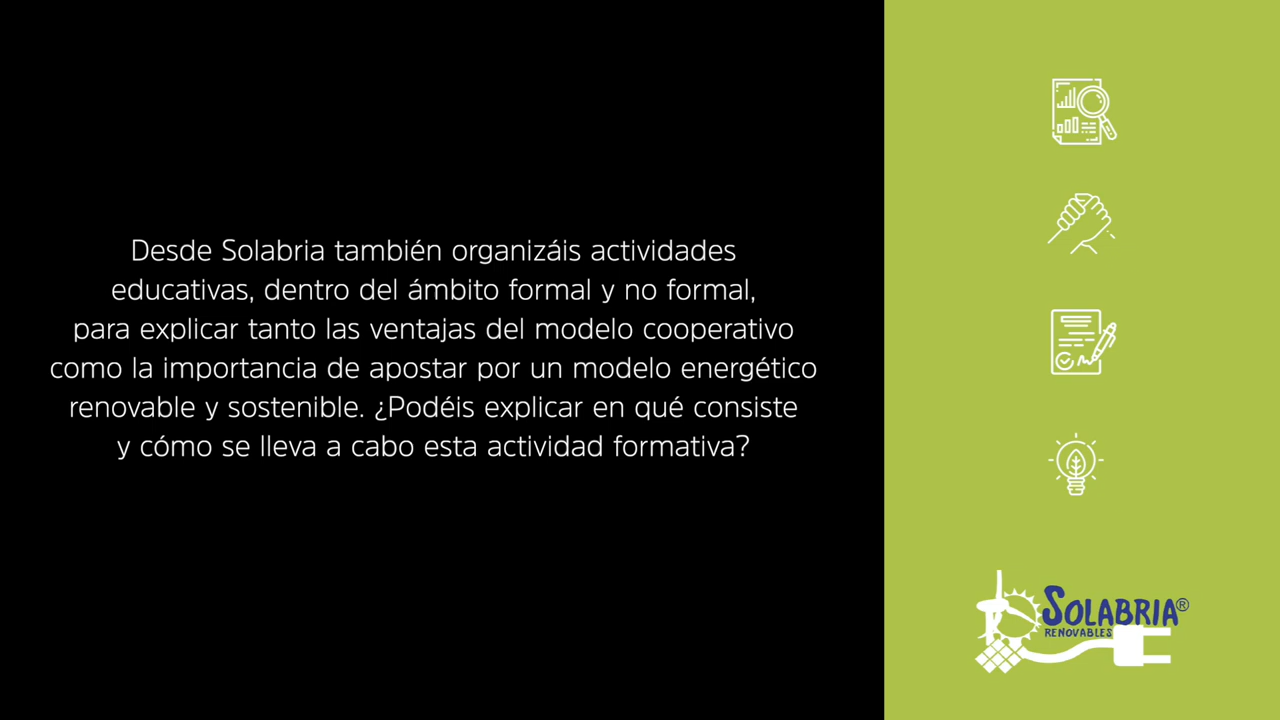 Desde Solabria también organizáis actividades
educativas, dentro del ámbito formal y no formal,
para explicar tanto las ventajas del modelo cooperativo
como la importancia de apostar por un modelo energético
renovable y sostenible. ¿Podéis explicar en qué consiste
y cómo se lleva a cabo esta actividad formativa?
SOLABRIA®
RENOVABLES